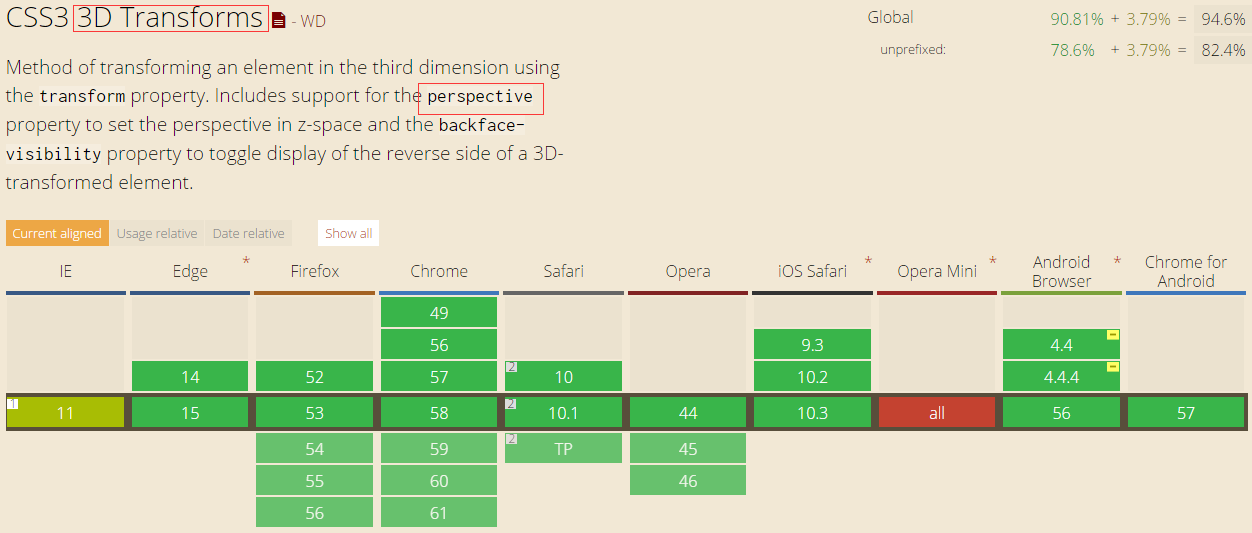 CSS3 3D Transforms - WD
Global 90.81% + 3.79% = 94.6%
unprefixed: 78.6% + 3.79% = 82.4%
Method of transforming an element in the third dimension using
the transform property. Includes support for the perspective
property to set the perspective in z-space and the backface-
visibility property to toggle display of the reverse side of a 3D-
transformed element.
Current aligned Usage relative Date relative Show all
IE Edge * Firefox Chrome Safari Opera iOS Safari * Opera Mini * Android Browser * Chrome for Android
49
56 9.3 4.4 -
14 52 57 2 10 10.2 4.4.4 -
1 11 15 53 58 2 10.1 44 10.3 all 56 57
54 59 2 TP 45
55 60 46
56 61